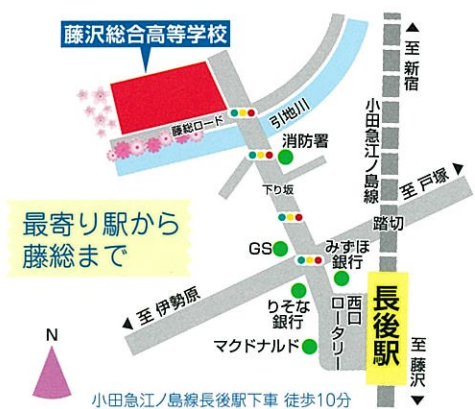 藤沢総合高等学校
至 新宿
小田急江ノ島線
引地川
藤総ロード
消防署
下り坂
至 戸塚
踏切
最寄り駅から
藤総まで
GS
みずほ
銀行
至 伊勢原
りそな
銀行
西口
ロータリー
長後駅
マクドナルド
至 藤沢
N
小田急江ノ島線長後駅下車 徒歩10分